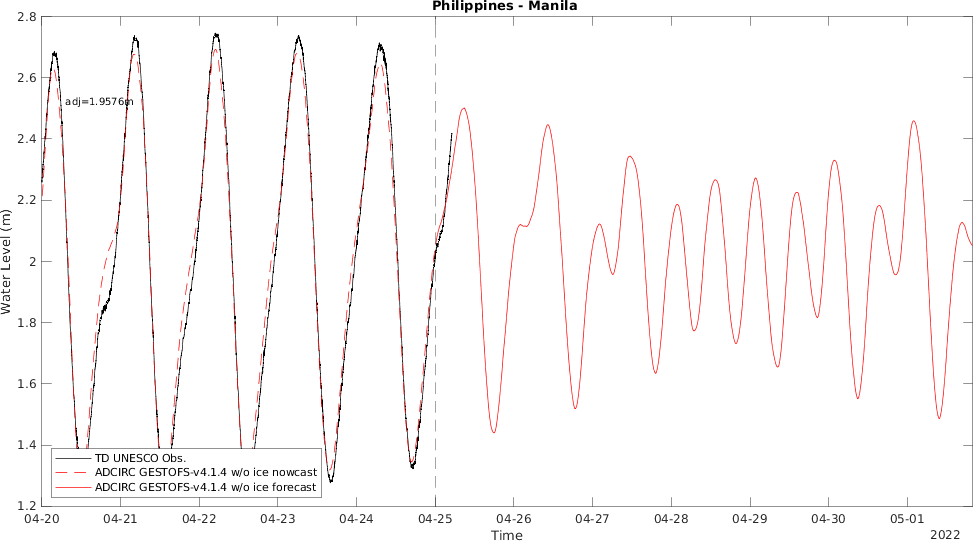 Philippines - Manila
2.8
2.6
adj=1.9576m
2.4
2.2
Water Level (m)
2
1.8
1.6
1.4
TD UNESCO Obs.
ADCIRC GESTOFS-v4.1.4 w/o ice nowcast
ADCIRC GESTOFS-v4.1.4 w/o ice forecast
1.2
04-20 04-21 04-22 04-23 04-24 04-25 04-26 04-27 04-28 04-29 04-30 05-01
Time
2022